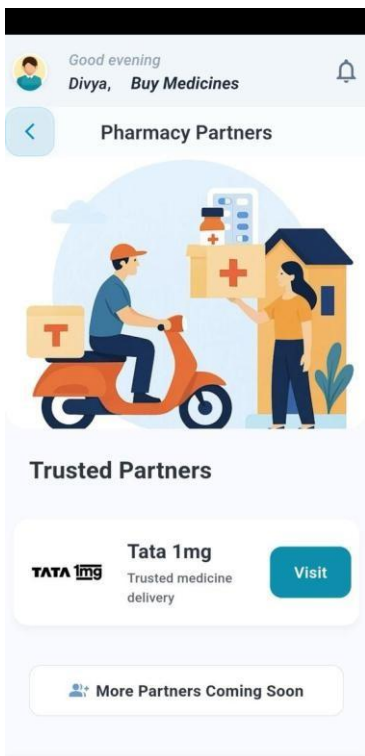 Good evening
Divya, Buy Medicines
Pharmacy Partners
T
Trusted Partners
TATA 1mg
Tata 1mg
Trusted medicine
delivery
Visit
More Partners Coming Soon